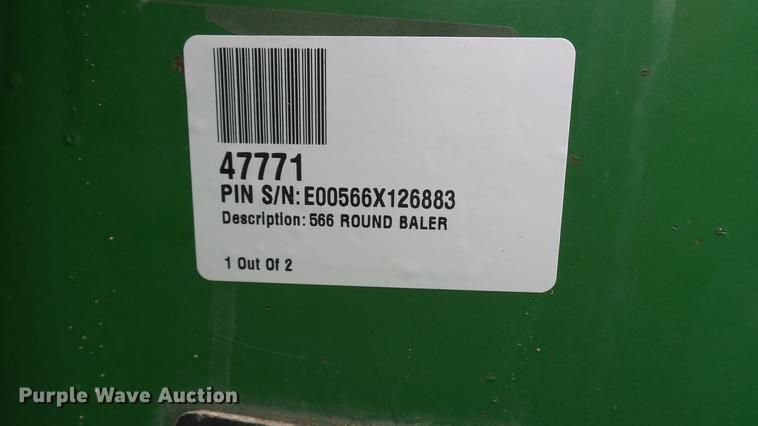 47771
PIN S/N: E00566X126883
Description: 566 ROUND BALER
1 Out Of 2
Purple Wave Auction